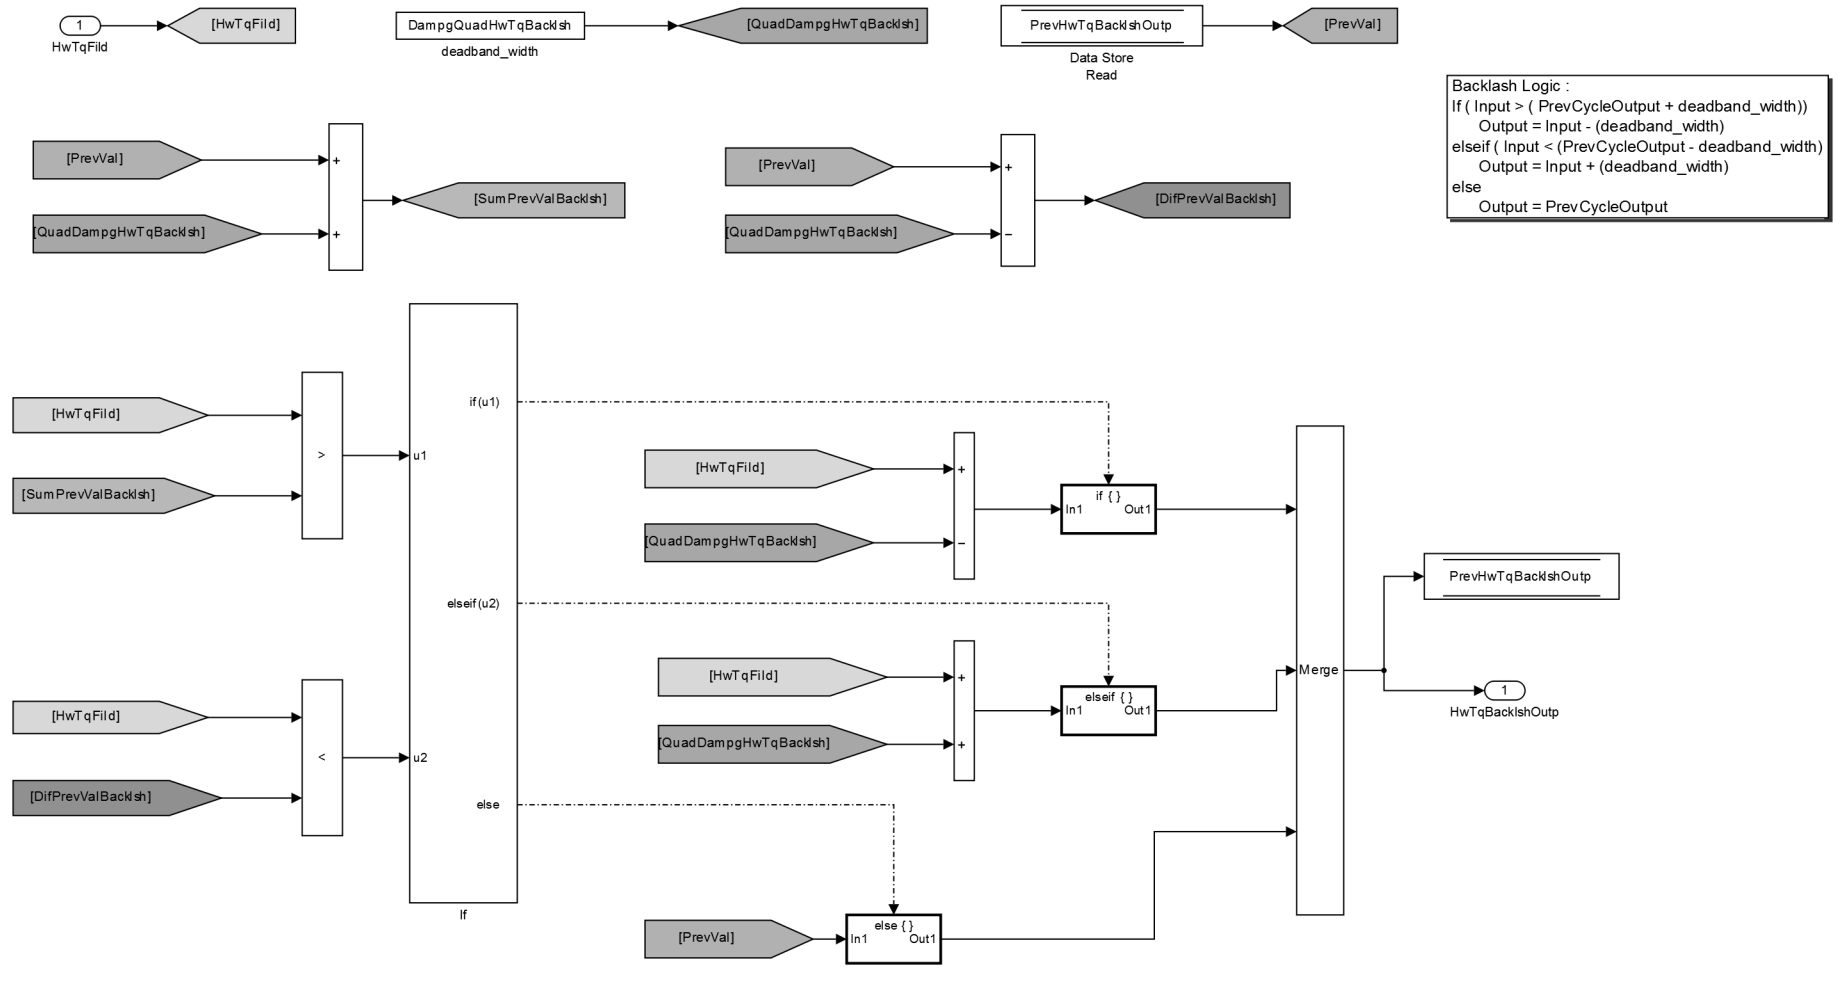 1
HwTqFild
[HwTqFild]
DampgQuadHwTqBacklsh
deadband_width
[QuadDampgHwTqBacklsh]
PrevHwTqBacklshOutp
Data Store
Read
[PrevVal]
Backlash Logic :
If ( Input > ( PrevCycleOutput + deadband_width))
Output = Input - (deadband_width)
elseif ( Input < (PrevCycleOutput - deadband_width)
Output = Input + (deadband_width)
else
Output = PrevCycleOutput
[PrevVal]
+
[QuadDampgHwTqBacklsh]
+
[SumPrevValBacklsh]
[PrevVal]
+
[QuadDampgHwTqBacklsh]
−
[DifPrevValBacklsh]
[HwTqFild]
[SumPrevValBacklsh]
>
u1
[HwTqFild]
[DifPrevValBacklsh]
<
u2
if(u1)
elseif(u2)
else
If
[HwTqFild]
+
[QuadDampgHwTqBacklsh]
−
if { }
In1
Out1
[HwTqFild]
+
[QuadDampgHwTqBacklsh]
+
elseif { }
In1
Out1
[PrevVal]
else { }
In1
Out1
Merge
PrevHwTqBacklshOutp
1
HwTqBacklshOutp